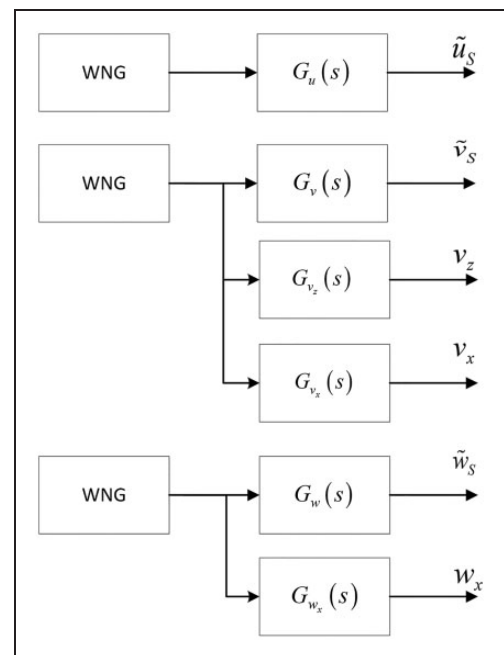 WNG G_u(s) ũ_S
WNG G_v(s) ṽ_S
G_{v_z}(s) v_z
G_{v_x}(s) v_x
WNG G_w(s) w̃_S
G_{w_x}(s) w_x